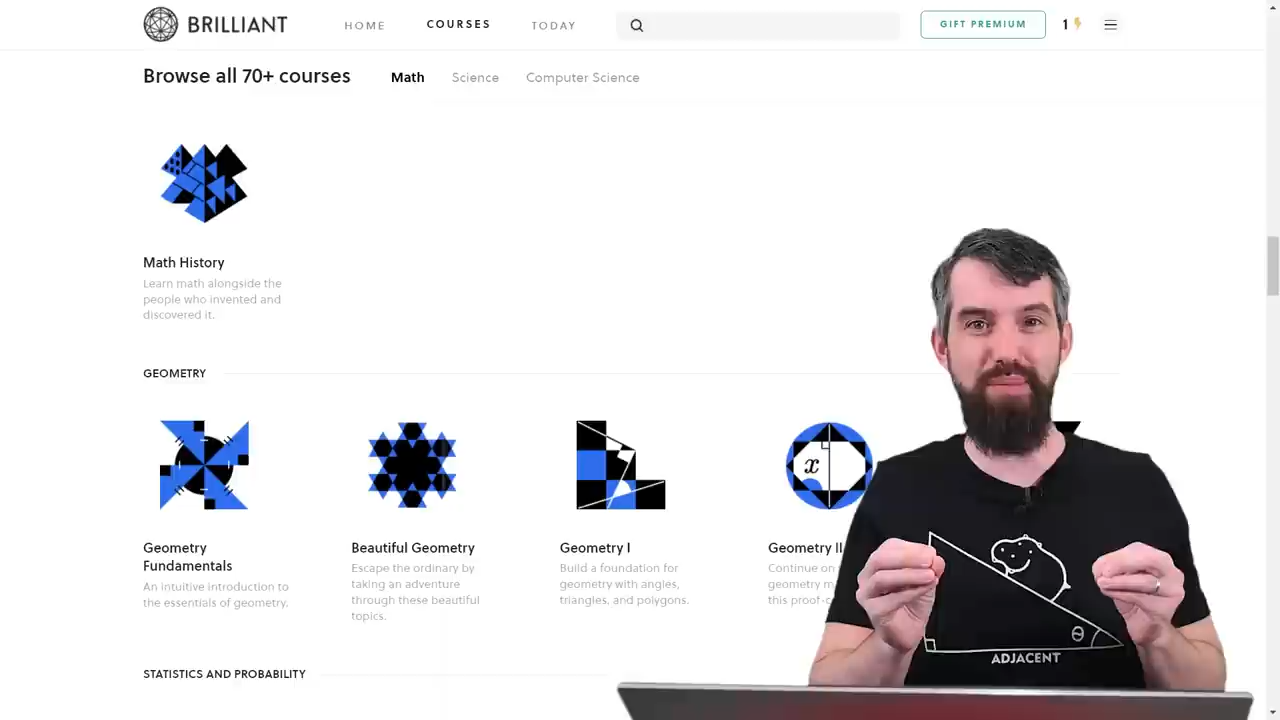 BRILLIANT HOME COURSES TODAY GIFT PREMIUM 1
Browse all 70+ courses Math Science Computer Science
Math History
Learn math alongside the
people who invented and
discovered it.
GEOMETRY
x
Geometry
Fundamentals
An intuitive introduction to
the essentials of geometry.
Beautiful Geometry
Escape the ordinary by
taking an adventure
through these beautiful
topics.
Geometry I
Build a foundation for
geometry with angles,
triangles, and polygons.
Geometry II
Continue on
geometry
this
θ
ADJACENT
STATISTICS AND PROBABILITY